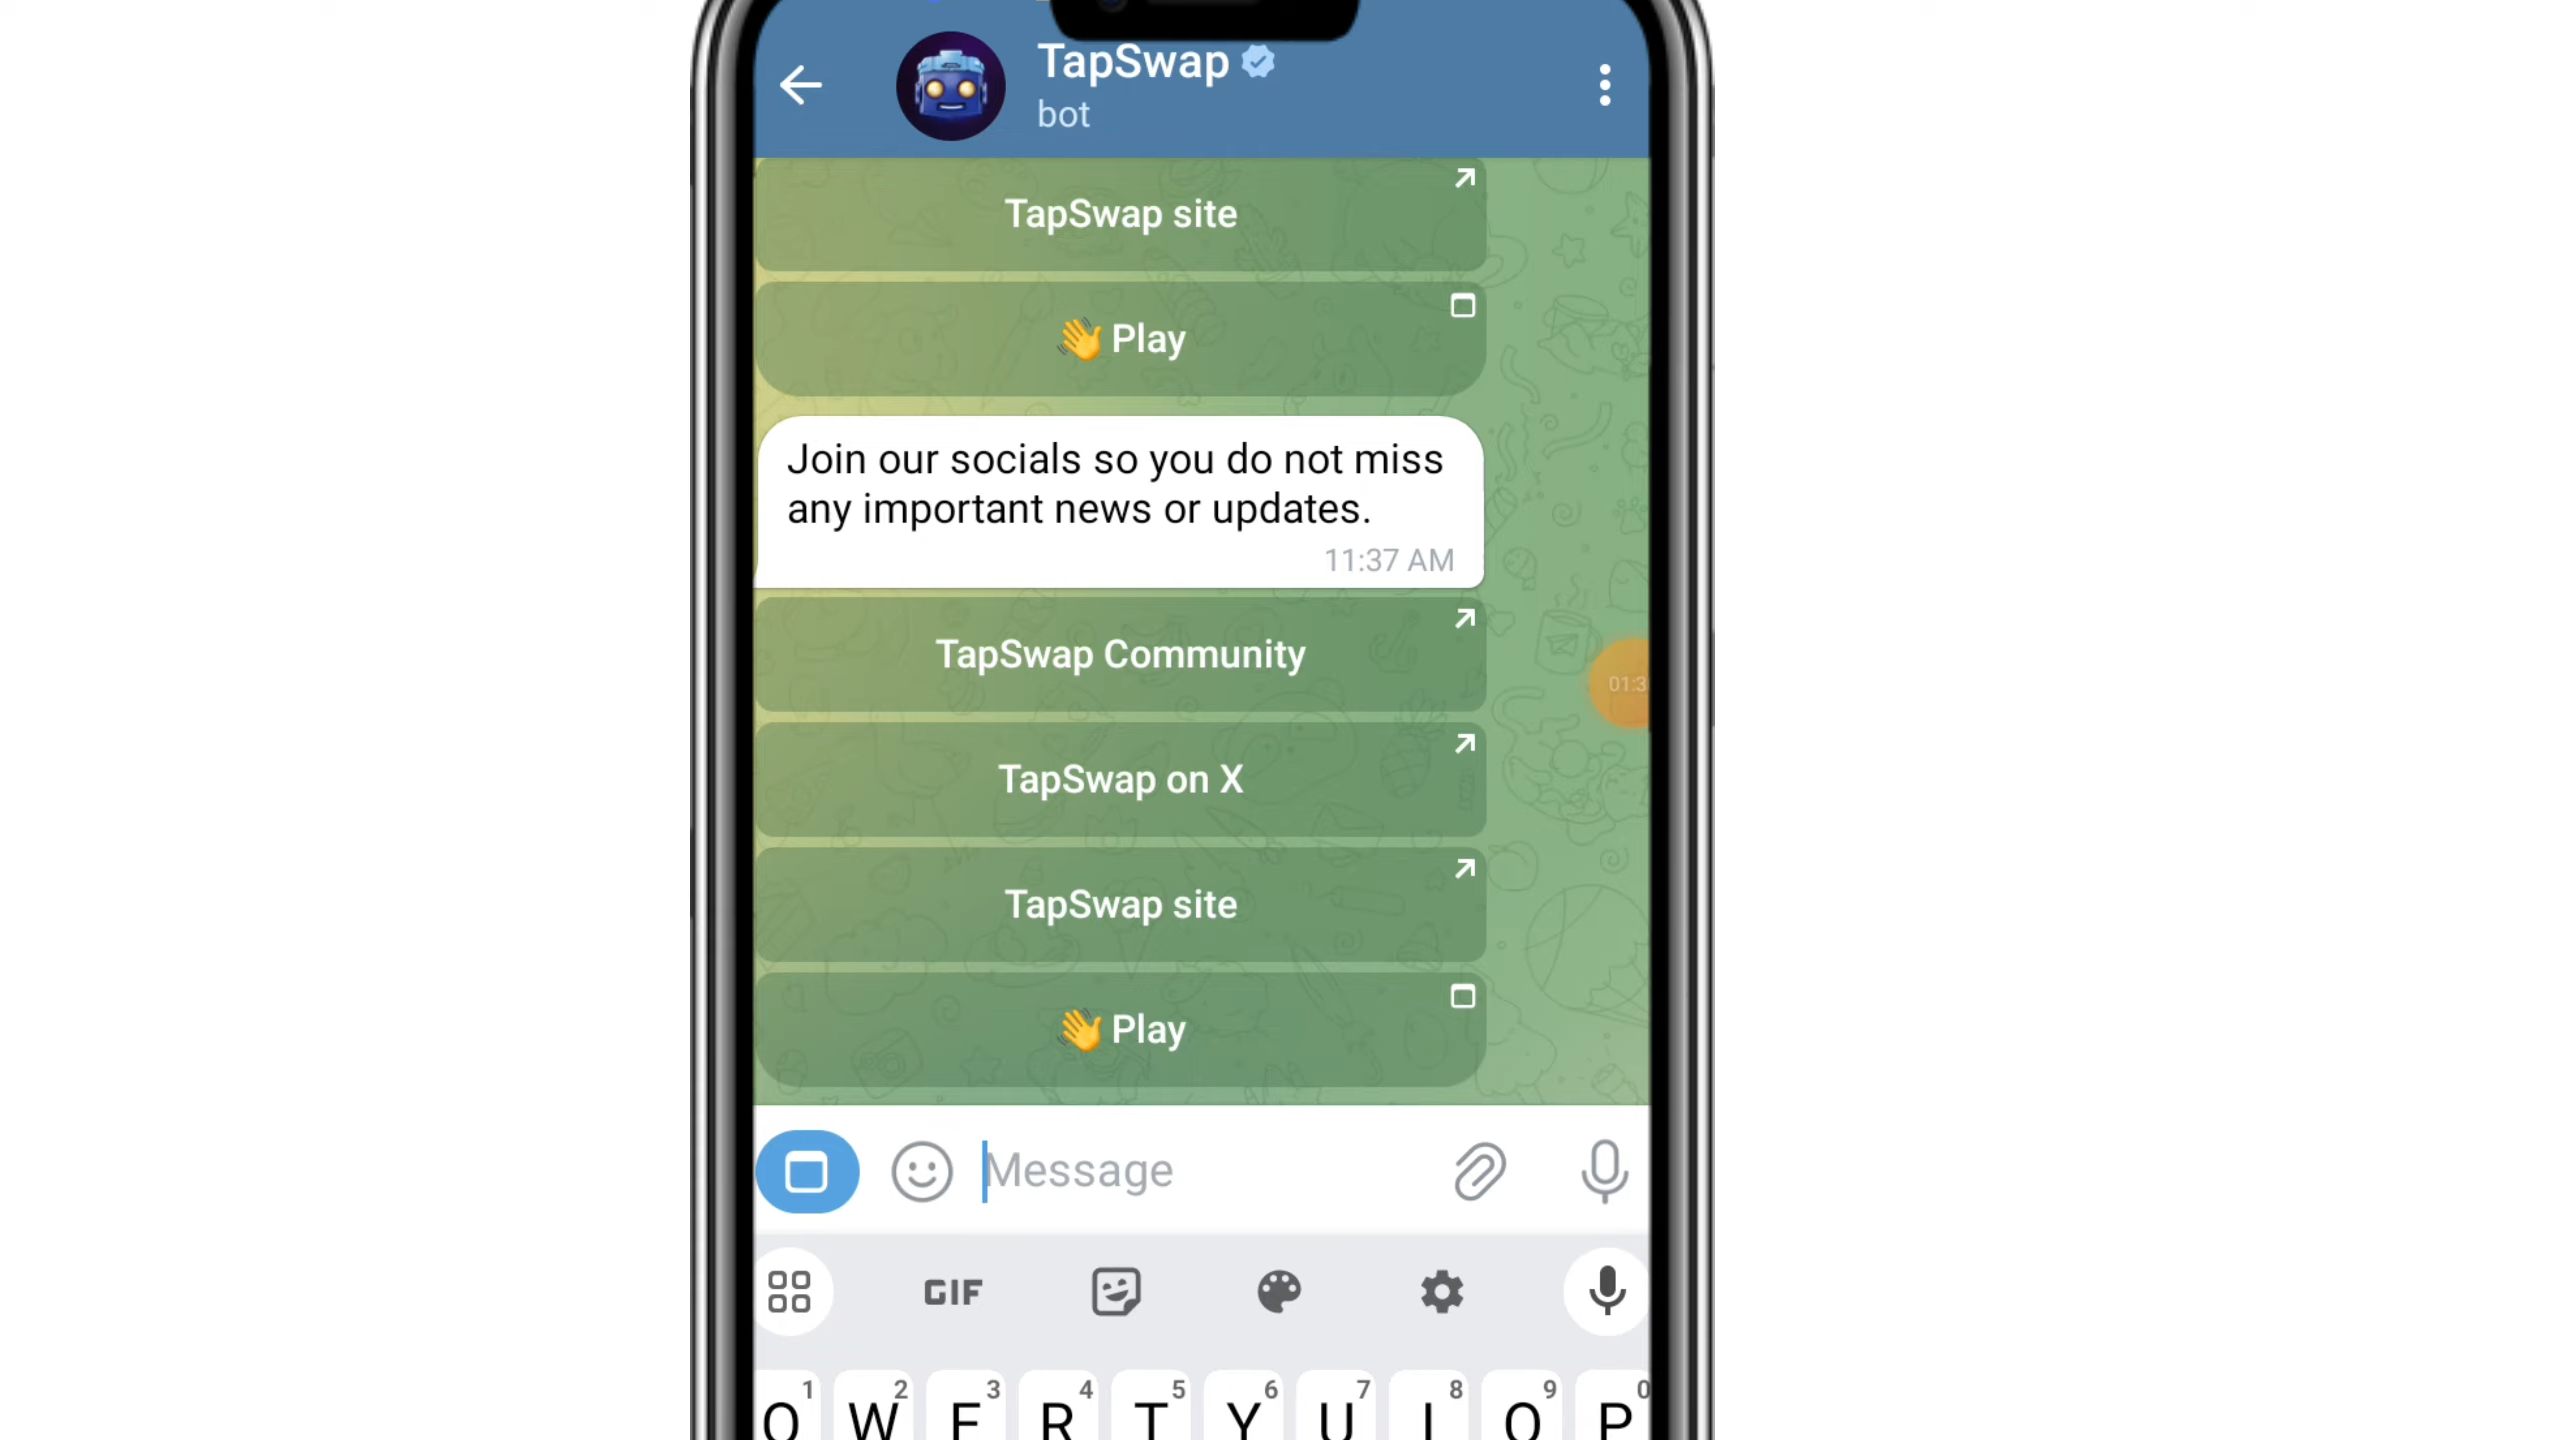 TapSwap
bot
TapSwap site
👋 Play
Join our socials so you do not miss
any important news or updates.
11:37 AM
TapSwap Community
TapSwap on X
TapSwap site
👋 Play
Message
GIF
1 2 3 4 5 6 7 8 9 0
Q W E R T Y U I O P